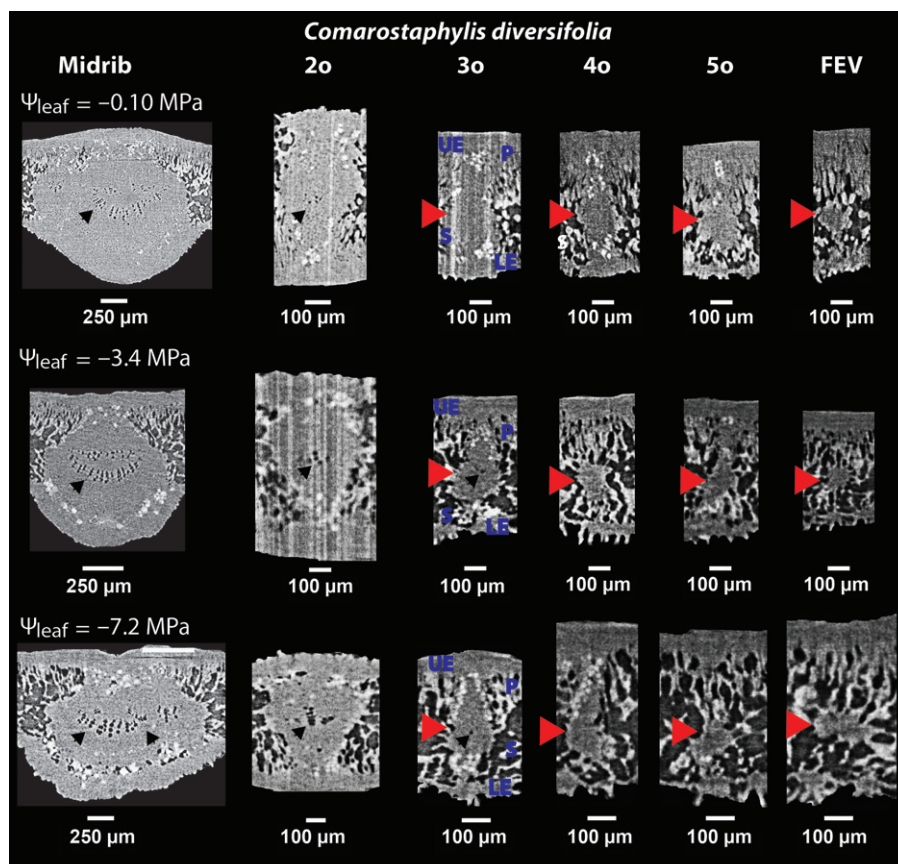 Comarostaphylis diversifolia
Midrib 2o 3o 4o 5o FEV
Ψleaf = −0.10 MPa
UE P
S
S
LE
250 µm 100 µm 100 µm 100 µm 100 µm 100 µm
Ψleaf = −3.4 MPa
UE
P
S
LE
250 µm 100 µm 100 µm 100 µm 100 µm 100 µm
Ψleaf = −7.2 MPa
UE
P
S
LE
250 µm 100 µm 100 µm 100 µm 100 µm 100 µm